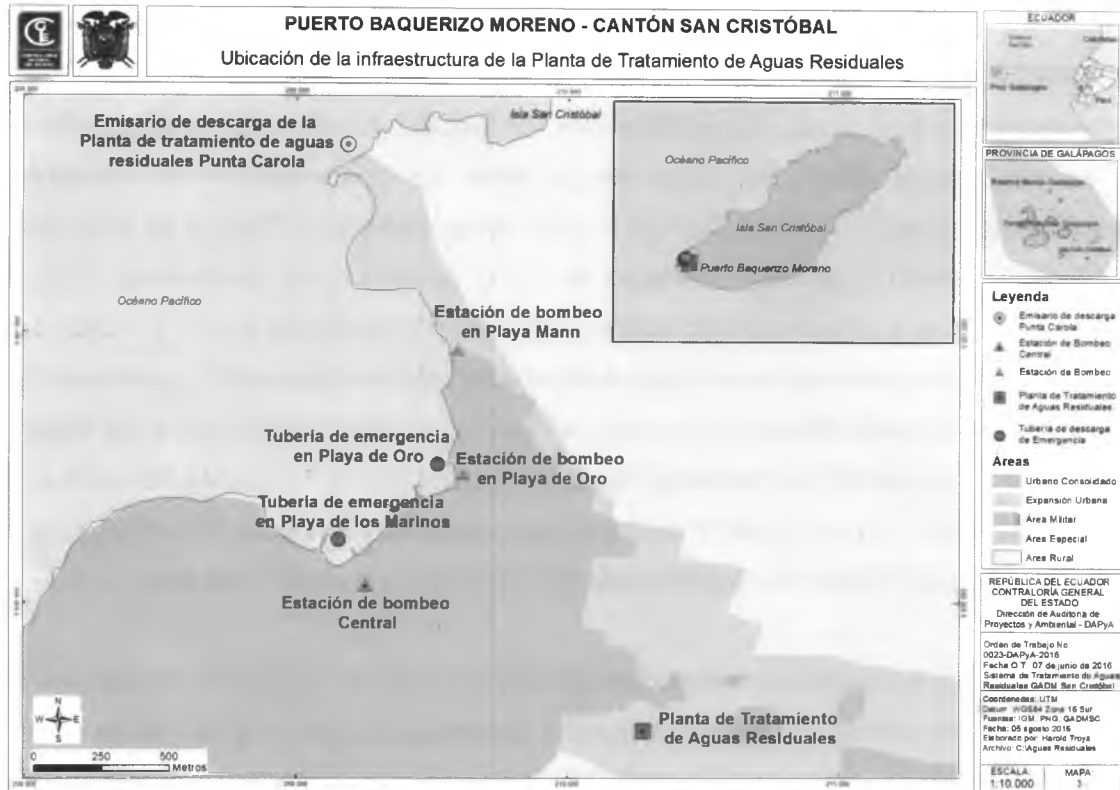 PUERTO BAQUERIZO MORENO - CANTÓN SAN CRISTÓBAL
Ubicación de la infraestructura de la Planta de Tratamiento de Aguas Residuales
Emisario de descarga de la
Planta de tratamiento de aguas
residuales Punta Carola
Isla San Cristóbal
Océano Pacífico
Isla San Cristóbal
Puerto Baquerizo Moreno
Océano Pacífico
Estación de bombeo
en Playa Mann
Tubería de emergencia
en Playa de Oro
Estación de bombeo
en Playa de Oro
Tubería de emergencia
en Playa de los Marinos
Estación de bombeo
Central
Planta de Tratamiento
de Aguas Residuales
N
W E
S
0 250 500
Metros
ECUADOR
PROVINCIA DE GALÁPAGOS
Leyenda
Emisario de descarga
Punta Carola
Estación de Bombeo
Central
Estación de Bombeo
Planta de Tratamiento
de Aguas Residuales
Tubería de descarga
de Emergencia
Áreas
Urbano Consolidado
Expansión Urbana
Área Militar
Área Especial
Área Rural
REPÚBLICA DEL ECUADOR
CONTRALORÍA GENERAL
DEL ESTADO
Dirección de Auditoría de
Proyectos y Ambiental - DAPyA
Orden de Trabajo No
0023-DAPyA-2016
Fecha O.T. 07 de junio de 2016
Sistema de Tratamiento de Aguas
Residuales GADM San Cristóbal
Coordenadas: UTM
Datum WGS84 Zona 16 Sur
Fuentes: IGM, PNG, GADMSC
Fecha: 05 agosto 2016
Elaborado por: Harold Troya
Archivo: C:\Aguas Residuales
ESCALA
1:10.000
MAPA
3